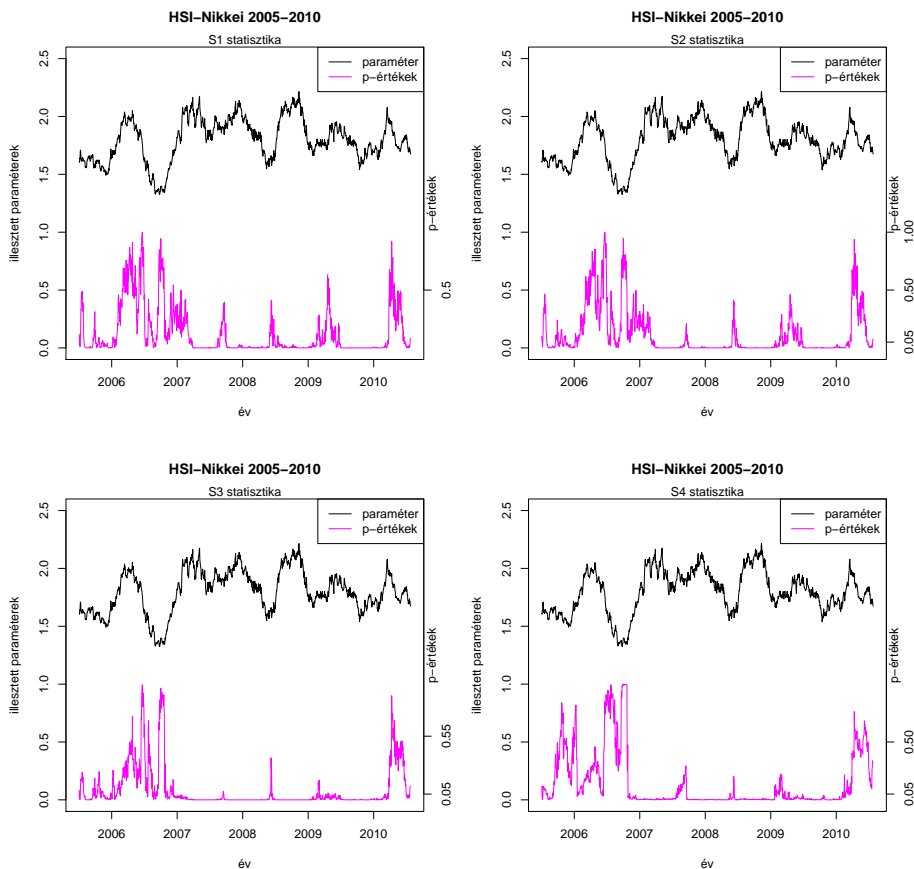 HSI−Nikkei 2005−2010
S1 statisztika
paraméter
p−értékek
illesztett paraméterek
2.5
2.0
1.5
1.0
0.5
0.0
p−értékek
0.5
2006 2007 2008 2009 2010
év
HSI−Nikkei 2005−2010
S2 statisztika
paraméter
p−értékek
illesztett paraméterek
2.5
2.0
1.5
1.0
0.5
0.0
p−értékek
1.00
0.50
0.05
2006 2007 2008 2009 2010
év
HSI−Nikkei 2005−2010
S3 statisztika
paraméter
p−értékek
illesztett paraméterek
2.5
2.0
1.5
1.0
0.5
0.0
p−értékek
0.55
0.05
2006 2007 2008 2009 2010
év
HSI−Nikkei 2005−2010
S4 statisztika
paraméter
p−értékek
illesztett paraméterek
2.5
2.0
1.5
1.0
0.5
0.0
p−értékek
0.50
0.05
2006 2007 2008 2009 2010
év